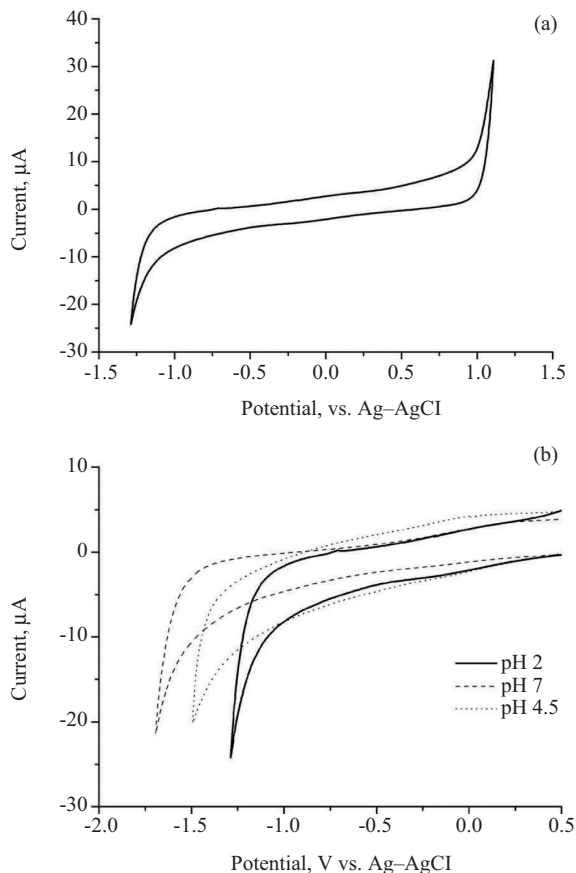 (a)
40
30
20
10
0
-10
-20
-30
Current, µA
-1.5 -1.0 -0.5 0.0 0.5 1.0 1.5
Potential, vs. Ag–AgCI
(b)
10
0
-10
-20
-30
Current, µA
pH 2
pH 7
pH 4.5
-2.0 -1.5 -1.0 -0.5 0.0 0.5
Potential, V vs. Ag–AgCI